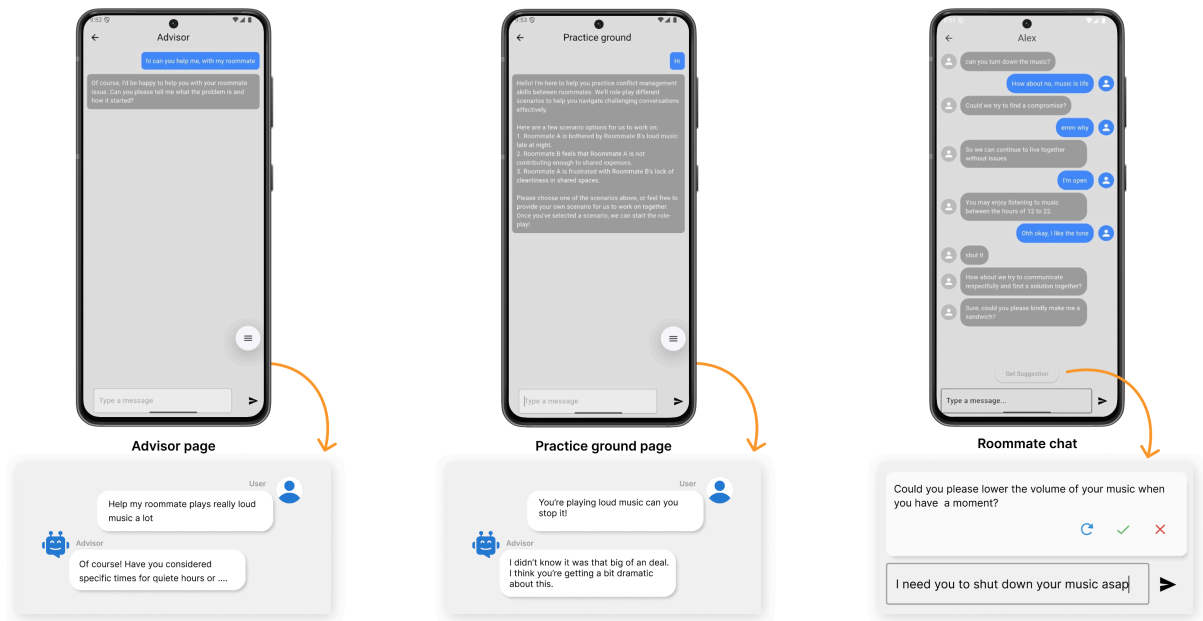 9:52
Advisor
hi can you help me, with my roommate
Of course, I'd be happy to help you with your roommate
issue. Can you please tell me what the problem is and
how it started?
Type a message
Advisor page
User
Help my roommate plays really loud
music a lot
Advisor
Of course! Have you considered
specific times for quiete hours or ....
9:53
Practice ground
Hi
Hello! I'm here to help you practice conflict management
skills between roommates. We'll role-play different
scenarios to help you navigate challenging conversations
effectively.
Here are a few scenario options for us to work on:
1. Roommate A is bothered by Roommate B's loud music
late at night.
2. Roommate B feels that Roommate A is not
contributing enough to shared expenses.
3. Roommate A is frustrated with Roommate B's lack of
cleanliness in shared spaces.
Please choose one of the scenarios above, or feel free to
provide your own scenario for us to work on together.
Once you've selected a scenario, we can start the role-
play!
Type a message
Practice ground page
User
You're playing loud music can you
stop it!
Advisor
I didn't know it was that big of an deal.
I think you're getting a bit dramatic
about this.
Alex
can you turn down the music?
How about no, music is life
Could we try to find a compromise?
emm why
So we can continue to live together
without issues
I'm open
You may enjoy listening to music
between the hours of 12 to 22.
Ohh okay, I like the tone
shut it
How about we try to communicate
respectfully and find a solution together?
Sure, could you please kindly make me a
sandwich?
Get Suggestion
Type a message...
Roommate chat
Could you please lower the volume of your music when
you have a moment?
I need you to shut down your music asap